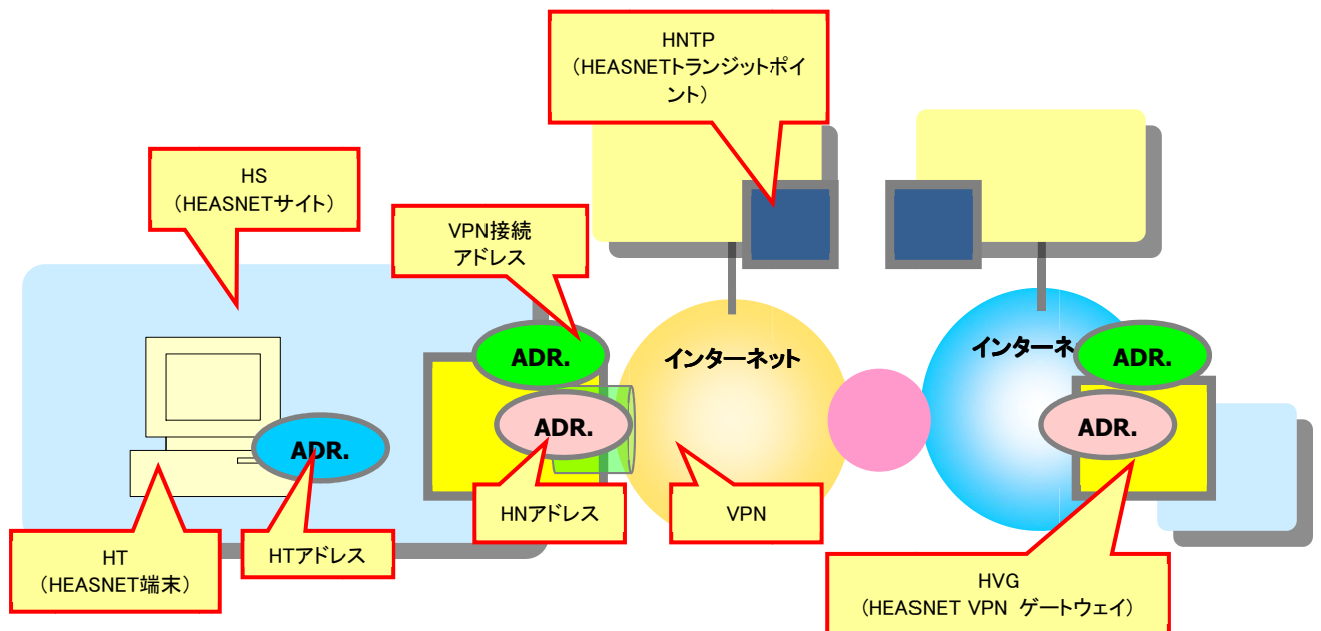 HNTP
（HEASNETトランジットポイ
ント）
HS
（HEASNETサイト）
VPN接続
アドレス
インターネット
インターネ
ADR.
ADR.
ADR.
ADR.
ADR.
HNアドレス
VPN
HT
（HEASNET端末）
HTアドレス
HVG
（HEASNET VPN ゲートウェイ）